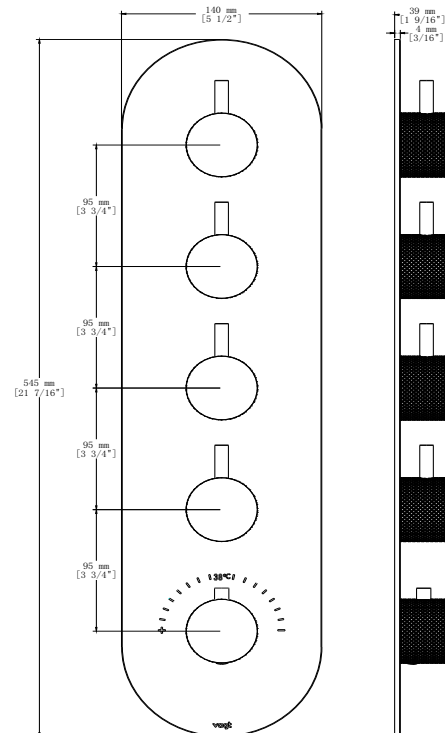 140 mm
[5 1/2"]
39 mm
[1 9/16"]
4 mm
[3/16"]
95 mm
[3 3/4"]
95 mm
[3 3/4"]
545 mm
[21 7/16"]
95 mm
[3 3/4"]
95 mm
[3 3/4"]
38°C
+
–
vogt